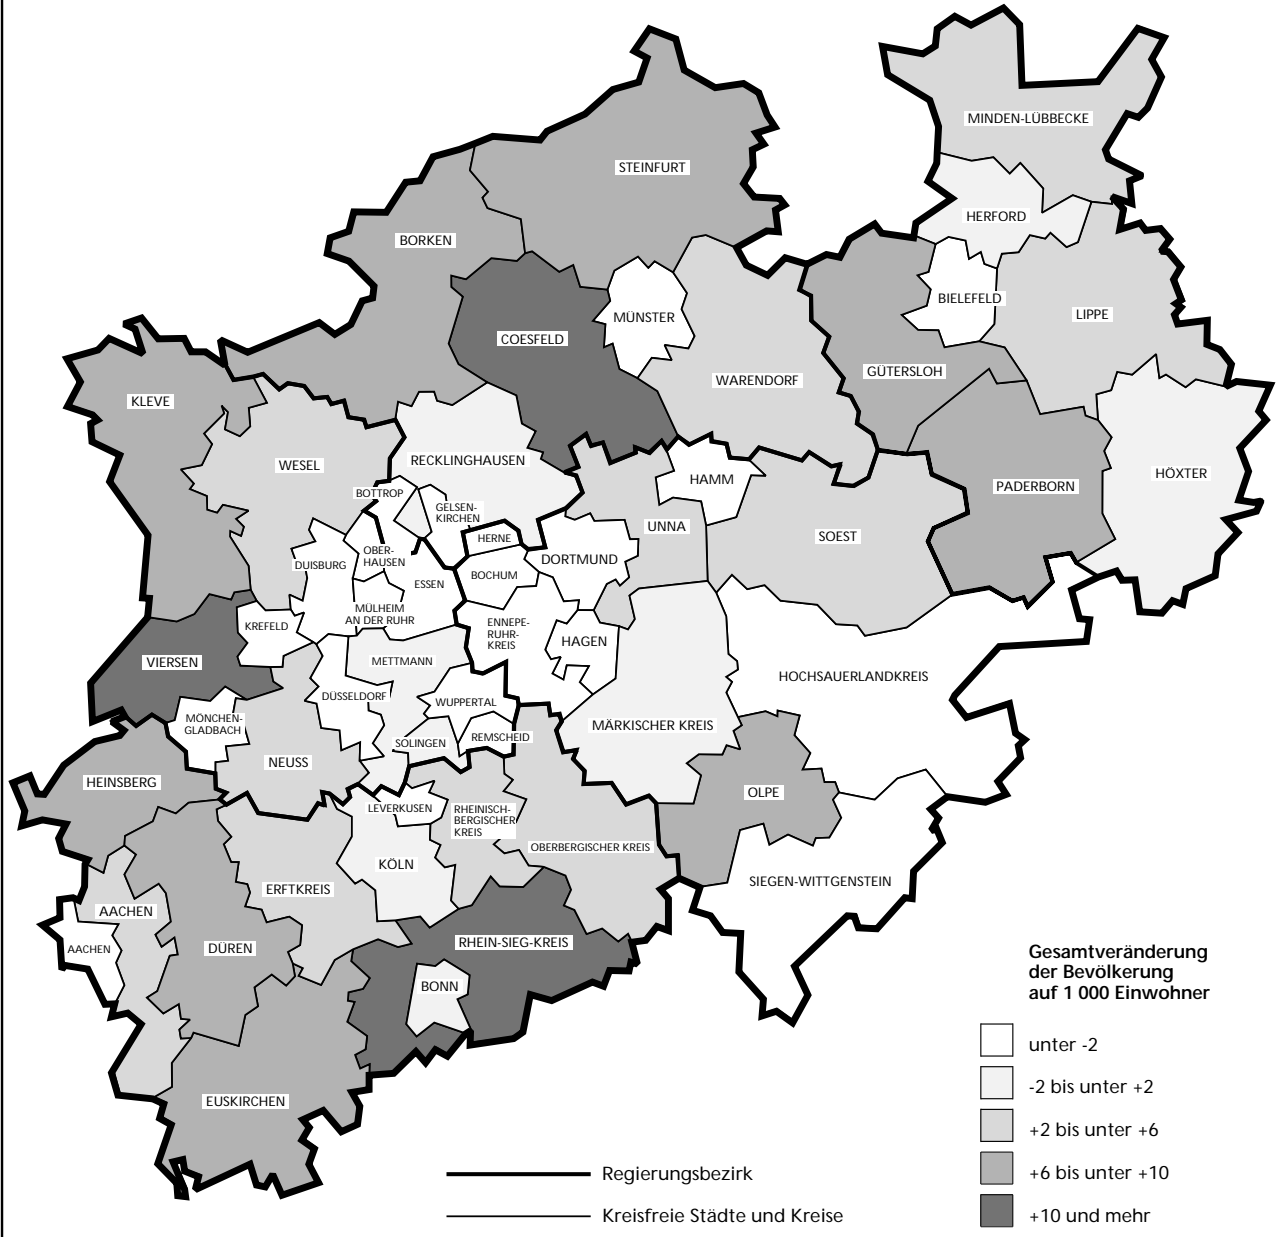 MINDEN-LÜBBECKE
STEINFURT
HERFORD
BORKEN
BIELEFELD
LIPPE
MÜNSTER
COESFELD
GÜTERSLOH
WARENDORF
KLEVE
RECKLINGHAUSEN
WESEL
HÖXTER
HAMM
PADERBORN
BOTTROP
GELSEN-
KIRCHEN
UNNA
SOEST
HERNE
OBER-
HAUSEN
DORTMUND
DUISBURG
BOCHUM
ESSEN
MÜLHEIM
AN DER RUHR
KREFELD
ENNEPE-
RUHR-
KREIS
HAGEN
VIERSEN
METTMANN
HOCHSAUERLANDKREIS
DÜSSELDORF
WUPPERTAL
MÖNCHEN-
GLADBACH
MÄRKISCHER KREIS
REMSCHEID
SOLINGEN
NEUSS
HEINSBERG
OLPE
LEVERKUSEN
RHEINISCH-
BERGISCHER
KREIS
OBERBERGISCHER KREIS
KÖLN
SIEGEN-WITTGENSTEIN
ERFTKREIS
AACHEN
RHEIN-SIEG-KREIS
AACHEN
DÜREN
BONN
EUSKIRCHEN
Gesamtveränderung
der Bevölkerung
auf 1 000 Einwohner
unter -2
-2 bis unter +2
+2 bis unter +6
+6 bis unter +10
+10 und mehr
Regierungsbezirk
Kreisfreie Städte und Kreise